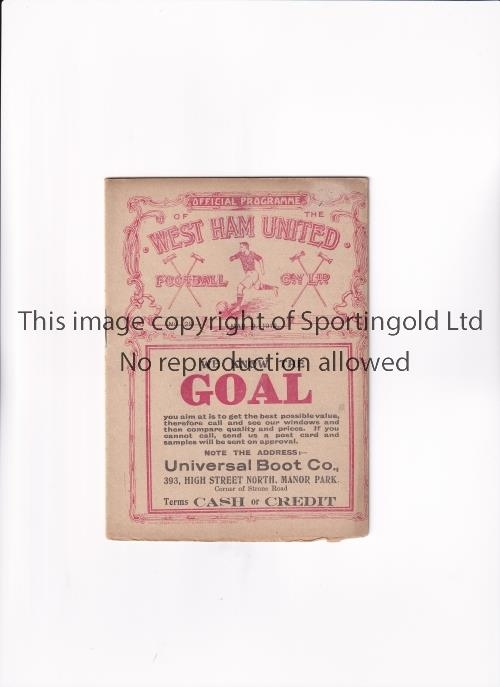 OFFICIAL PROGRAMME
OF THE
WEST HAM UNITED
FOOTBALL Coy Ltd
This image copyright of Sportingold Ltd
No reproduction allowed
WE KNOW THE
GOAL
you aim at is to get the best possible value,
therefore call and see our windows and
then compare quality and prices. If you
cannot call, send us a post card and
samples will be sent on approval.
NOTE THE ADDRESS:—
Universal Boot Co.,
393, HIGH STREET NORTH, MANOR PARK.
Corner of Strone Road
Terms CASH or CREDIT